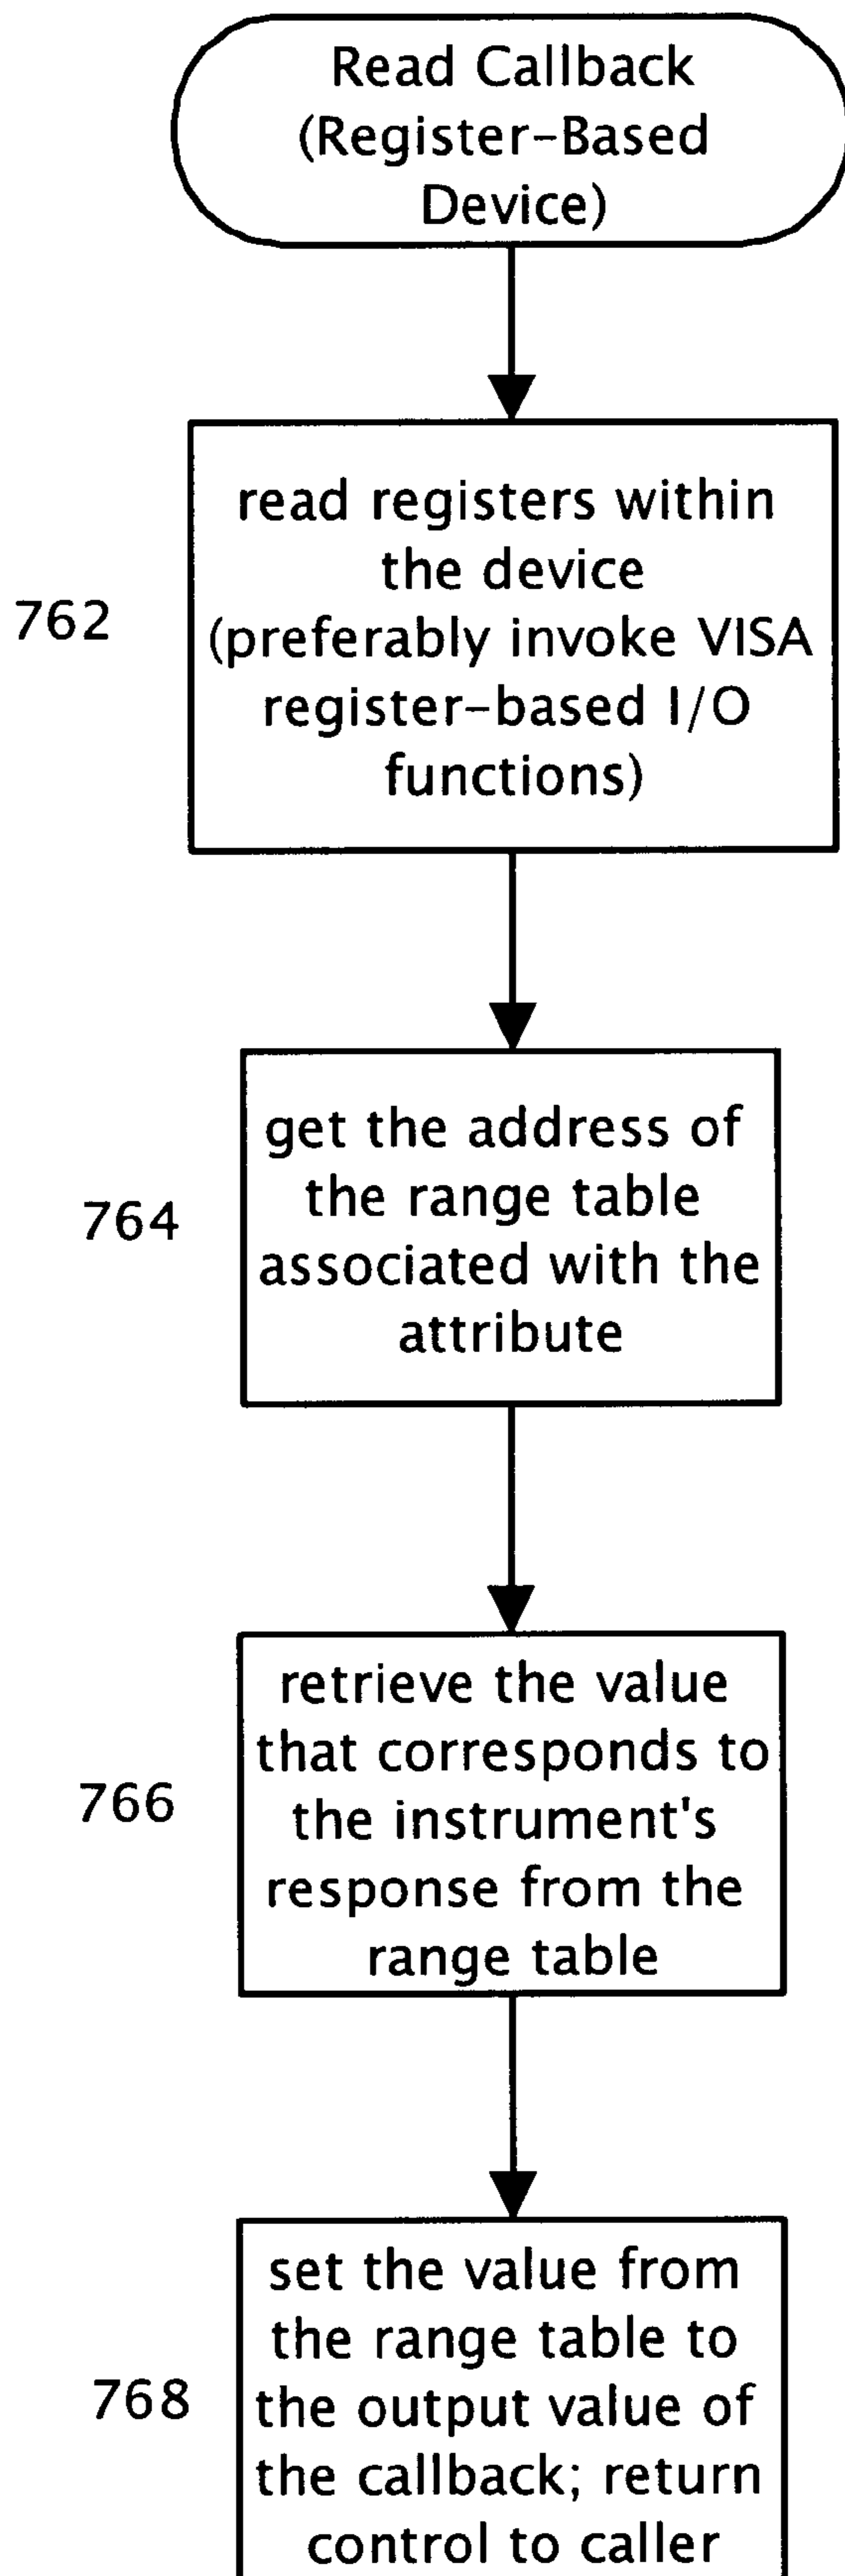 Read Callback
(Register-Based
Device)
read registers within
the device
762
(preferably invoke VISA
register-based I/O
functions)
get the address of
the range table
764
associated with the
attribute
retrieve the value
that corresponds to
766
the instrument's
response from the
range table
set the value from
the range table to
768
the output value of
the callback; return
control to caller